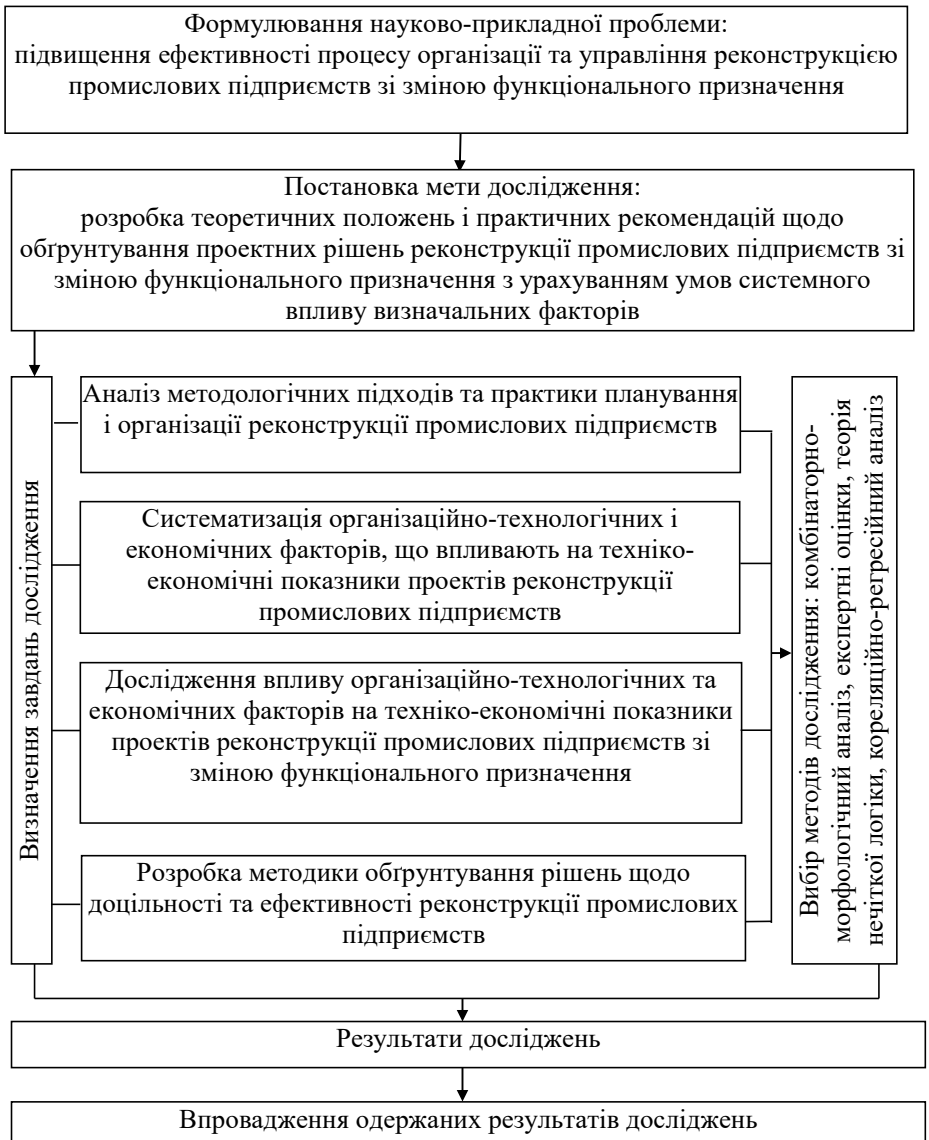 Формулювання науково-прикладної проблеми:
підвищення ефективності процесу організації та управління реконструкцією
промислових підприємств зі зміною функціонального призначення
Постановка мети дослідження:
розробка теоретичних положень і практичних рекомендацій щодо
обґрунтування проектних рішень реконструкції промислових підприємств зі
зміною функціонального призначення з урахуванням умов системного
впливу визначальних факторів
Визначення завдань дослідження
Аналіз методологічних підходів та практики планування
і організації реконструкції промислових підприємств
Систематизація організаційно-технологічних і
економічних факторів, що впливають на техніко-
економічні показники проектів реконструкції
промислових підприємств
Дослідження впливу організаційно-технологічних та
економічних факторів на техніко-економічні показники
проектів реконструкції промислових підприємств зі
зміною функціонального призначення
Розробка методики обґрунтування рішень щодо
доцільності та ефективності реконструкції промислових
підприємств
Вибір методів дослідження: комбінаторно-
морфологічний аналіз, експертні оцінки, теорія
нечіткої логіки, кореляційно-регресійний аналіз
Результати досліджень
Впровадження одержаних результатів досліджень